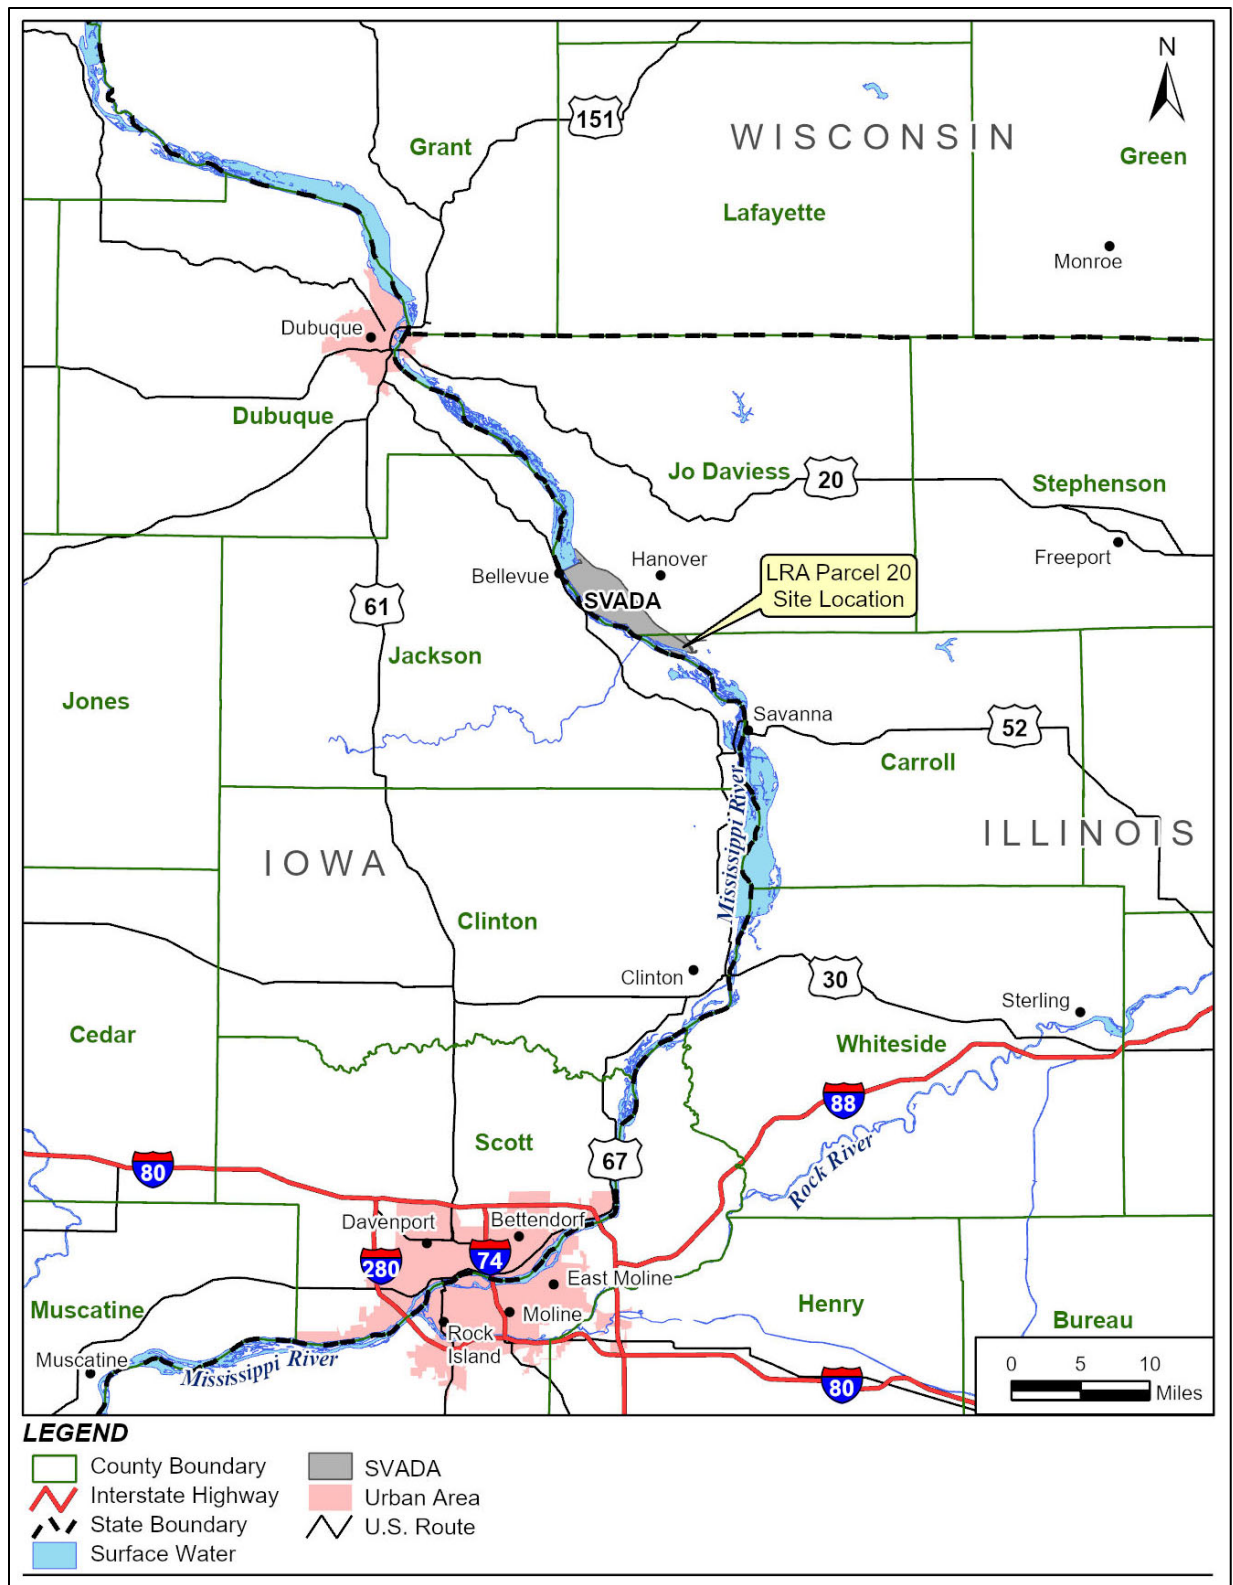 N
151
WISCONSIN
Grant
Green
Lafayette
Monroe
Dubuque
Dubuque
Jo Daviess
20
Stephenson
Freeport
Hanover
LRA Parcel 20
Site Location
Bellevue
SVADA
61
Jackson
Jones
Savanna
52
Carroll
Mississippi River
ILLINOIS
IOWA
Clinton
Clinton
30
Sterling
Cedar
Whiteside
88
Scott
Rock River
67
80
Davenport
Bettendorf
280
74
East Moline
Muscatine
Moline
Henry
Bureau
Rock
Island
Muscatine
Mississippi River
80
0 5 10
Miles
LEGEND
County Boundary
Interstate Highway
State Boundary
Surface Water
SVADA
Urban Area
U.S. Route